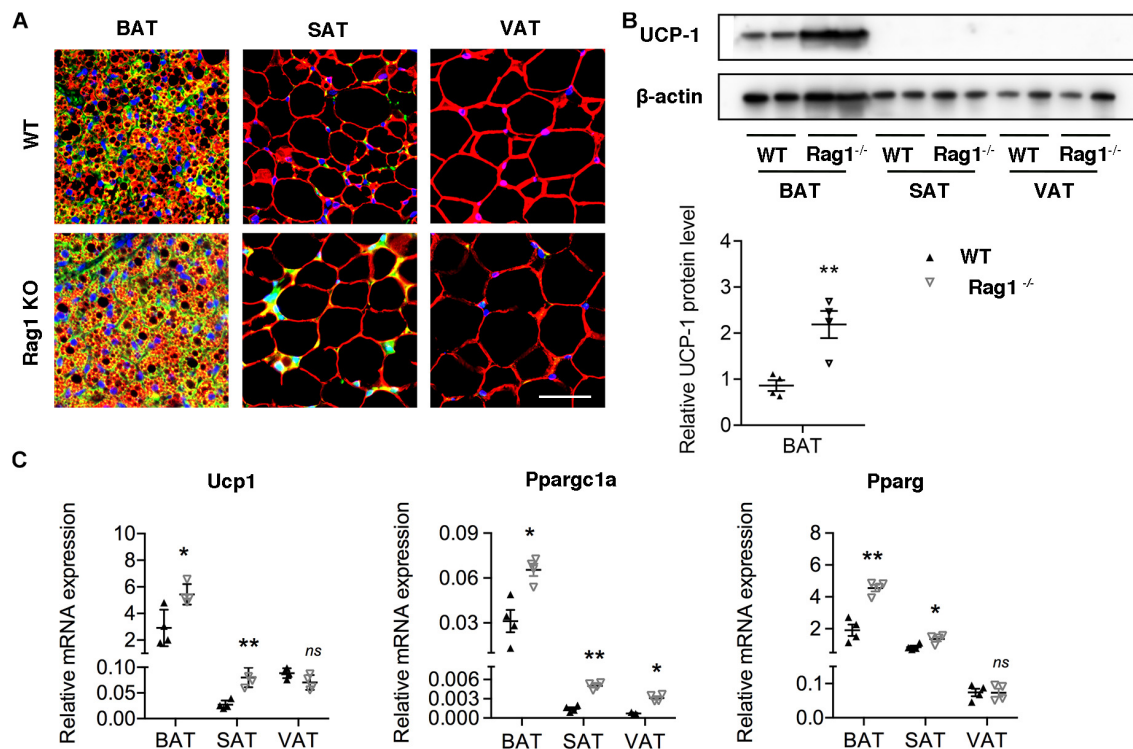 A
BAT
SAT
VAT
WT
Rag1 KO
B
UCP-1
β-actin
WT
Rag1-/-
WT
Rag1-/-
WT
Rag1-/-
BAT
SAT
VAT
Relative UCP-1 protein level
4
3
2
1
0
**
BAT
WT
Rag1 -/-
C
Ucp1
Relative mRNA expression
10
8
6
4
2
0.10
0.05
0.00
*
**
ns
BAT
SAT
VAT
Ppargc1a
Relative mRNA expression
0.09
0.06
0.03
0.006
0.003
0.000
*
**
*
BAT
SAT
VAT
Pparg
Relative mRNA expression
8
6
4
2
0.1
0.0
**
*
ns
BAT
SAT
VAT